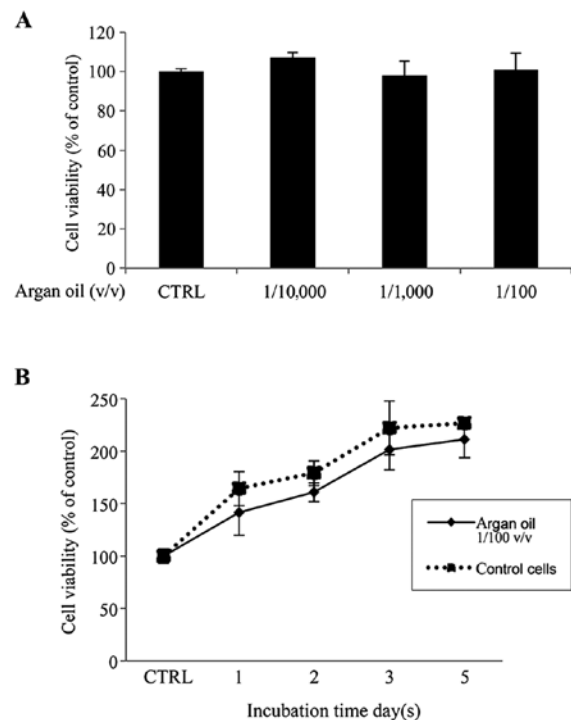 A
Cell viability (% of control)
120
100
80
60
40
20
0
Argan oil (v/v) CTRL 1/10,000 1/1,000 1/100
B
Cell viability (% of control)
250
200
150
100
50
0
Argan oil
1/100 v/v
Control cells
CTRL 1 2 3 5
Incubation time day(s)